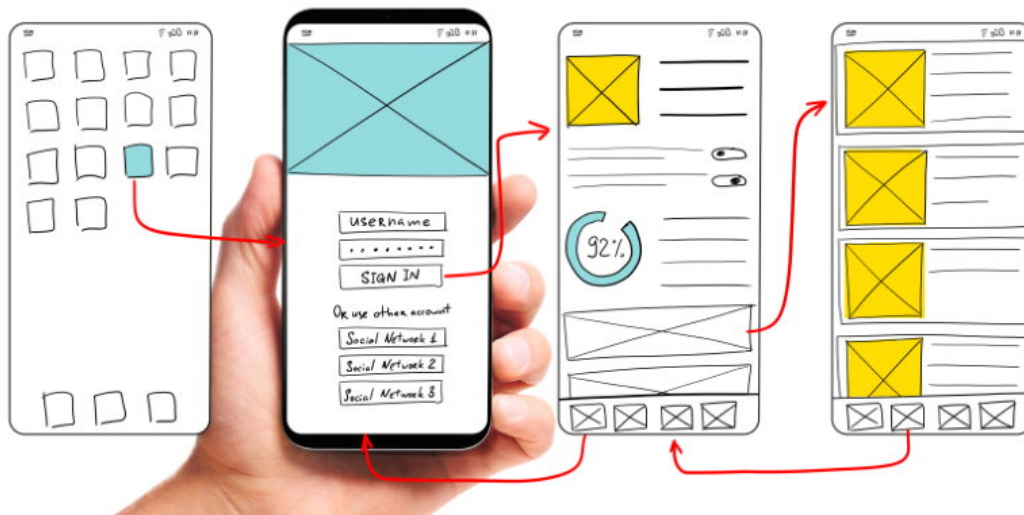 USERNAME
SIGN IN
OR use other account
Social Network 1
Social Network 2
Social Network 3
92%